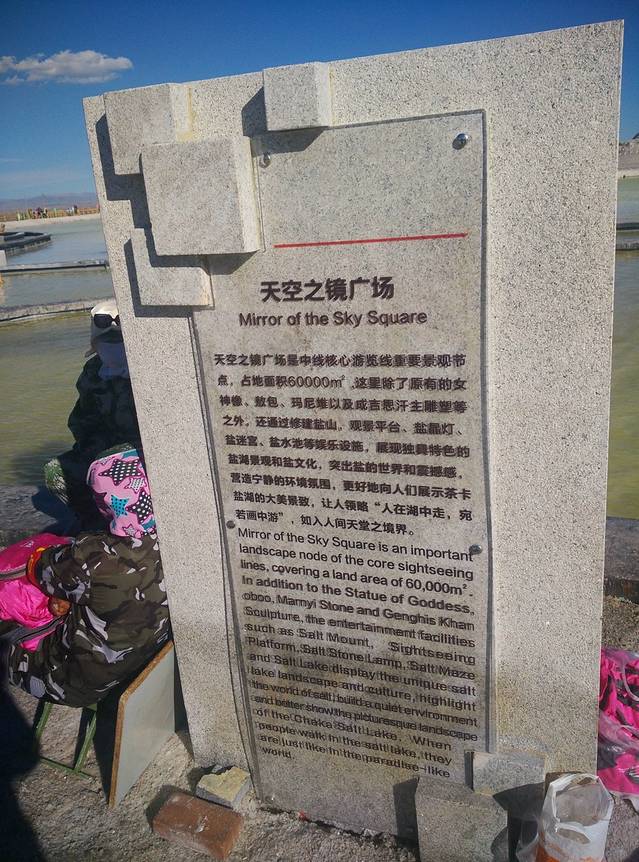 天空之镜广场
Mirror of the Sky Square
天空之镜广场是中线核心游览线重要景观节
点，占地面积60000㎡，这里除了原有的女
神像、敖包、玛尼堆以及成吉思汗主雕塑等
之外，还通过修建盐山、观景平台、盐晶灯、
盐迷宫、盐水池等娱乐设施，展现独具特色的
盐湖景观和盐文化，突出盐的世界和震撼感，
营造宁静的环境氛围，更好地向人们展示茶卡
盐湖的大美景致，让人领略“人在湖中走，宛
若画中游”，如入人间天堂之境界。
Mirror of the Sky Square is an important
landscape node of the core sightseeing
lines, covering a land area of 60,000㎡.
In addition to the Statue of Goddess,
oboo, Marnyi Stone and Genghis Khan
Sculpture, the entertainment facilities
such as Salt Mount, Sightseeing
Platform, Salt Stone Lamp, Salt Maze
and Salt Lake display the unique salt
lake landscape and culture, highlight
the world of salt, build a quiet environment
and better show the picturesque landscape
of the Chaka Salt Lake. When
people walk in the salt lake, they
are just like in the paradise-like
world.